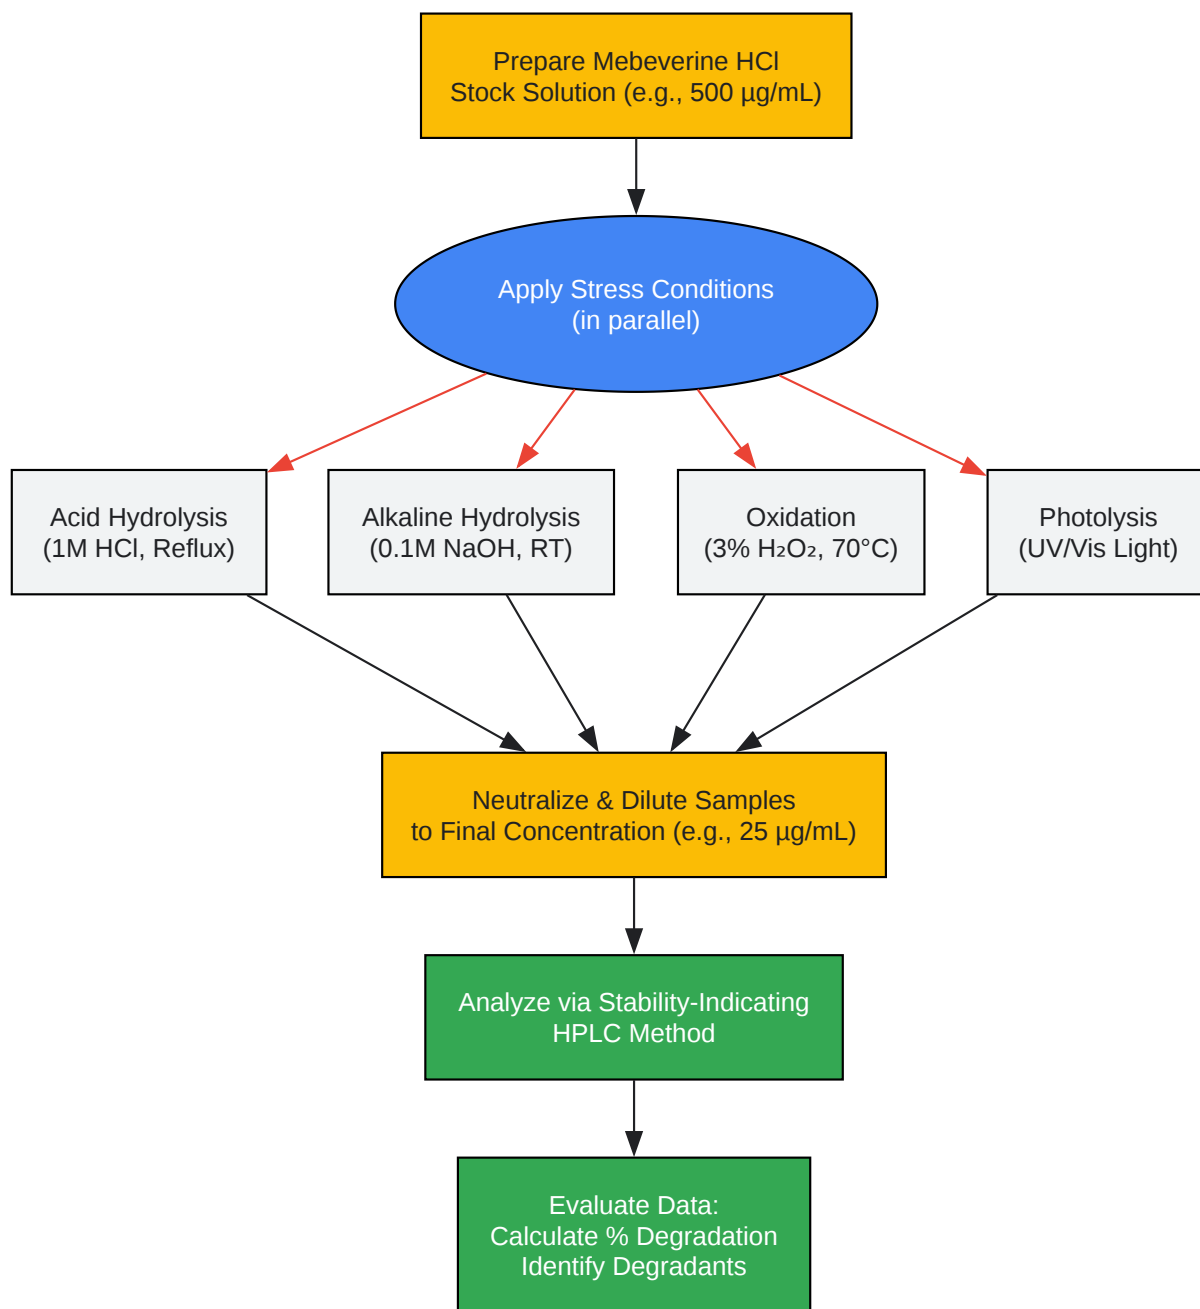 Prepare Mebeverine HCl
Stock Solution (e.g., 500 µg/mL)
Apply Stress Conditions
(in parallel)
Acid Hydrolysis
(1M HCl, Reflux)
Alkaline Hydrolysis
(0.1M NaOH, RT)
Oxidation
(3% H₂O₂, 70°C)
Photolysis
(UV/Vis Light)
Neutralize & Dilute Samples
to Final Concentration (e.g., 25 µg/mL)
Analyze via Stability-Indicating
HPLC Method
Evaluate Data:
Calculate % Degradation
Identify Degradants